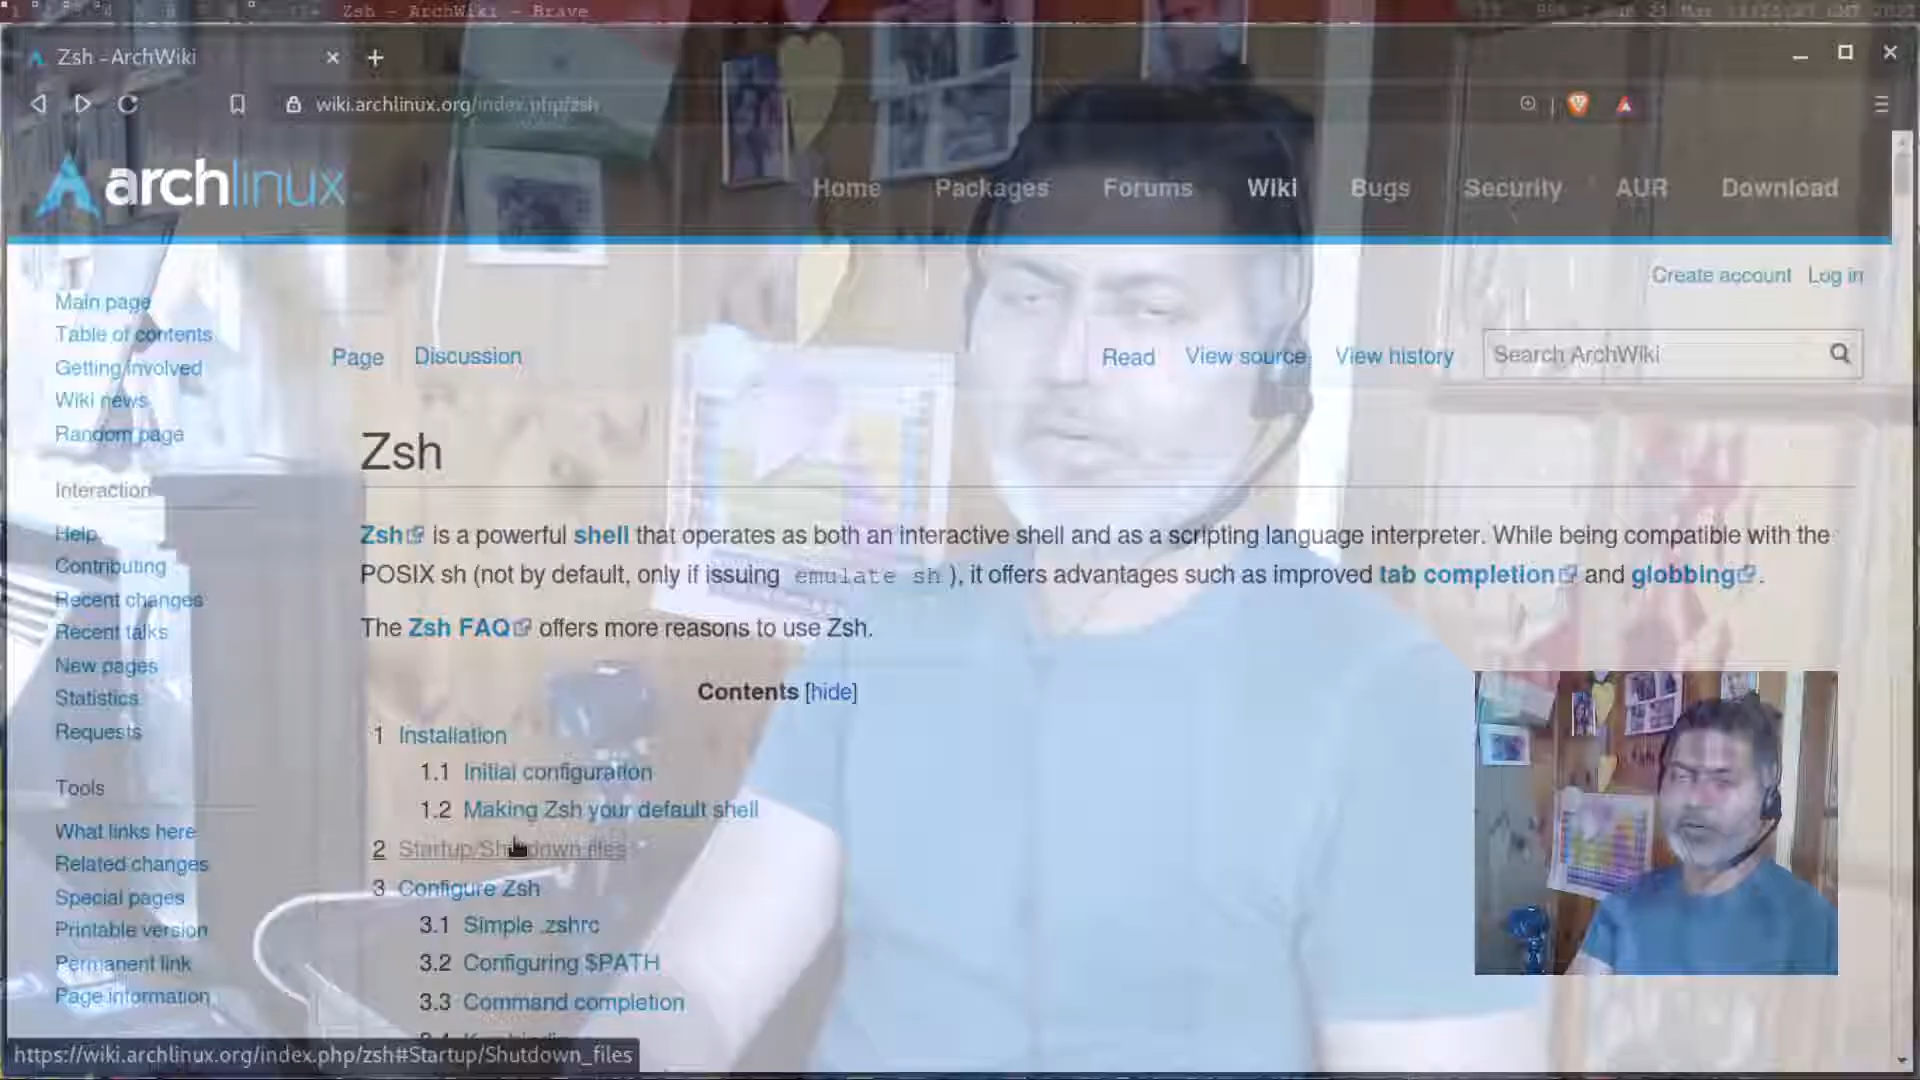 Zsh - ArchWiki - Brave
Zsh - ArchWiki
wiki.archlinux.org/index.php/zsh
archlinux
Home Packages Forums Wiki Bugs Security AUR Download
Create account Log in
Page Discussion Read View source View history Search ArchWiki
Main page
Table of contents
Getting involved
Wiki news
Random page
Interaction
Help
Contributing
Recent changes
Recent talks
New pages
Statistics
Requests
Tools
What links here
Related changes
Special pages
Printable version
Permanent link
Page information
Zsh
Zsh is a powerful shell that operates as both an interactive shell and as a scripting language interpreter. While being compatible with the
POSIX sh (not by default, only if issuing emulate sh ), it offers advantages such as improved tab completion and globbing .
The Zsh FAQ offers more reasons to use Zsh.
Contents [hide]
1 Installation
1.1 Initial configuration
1.2 Making Zsh your default shell
2 Startup/Shutdown files
3 Configure Zsh
3.1 Simple .zshrc
3.2 Configuring $PATH
3.3 Command completion
https://wiki.archlinux.org/index.php/zsh#Startup/Shutdown_files